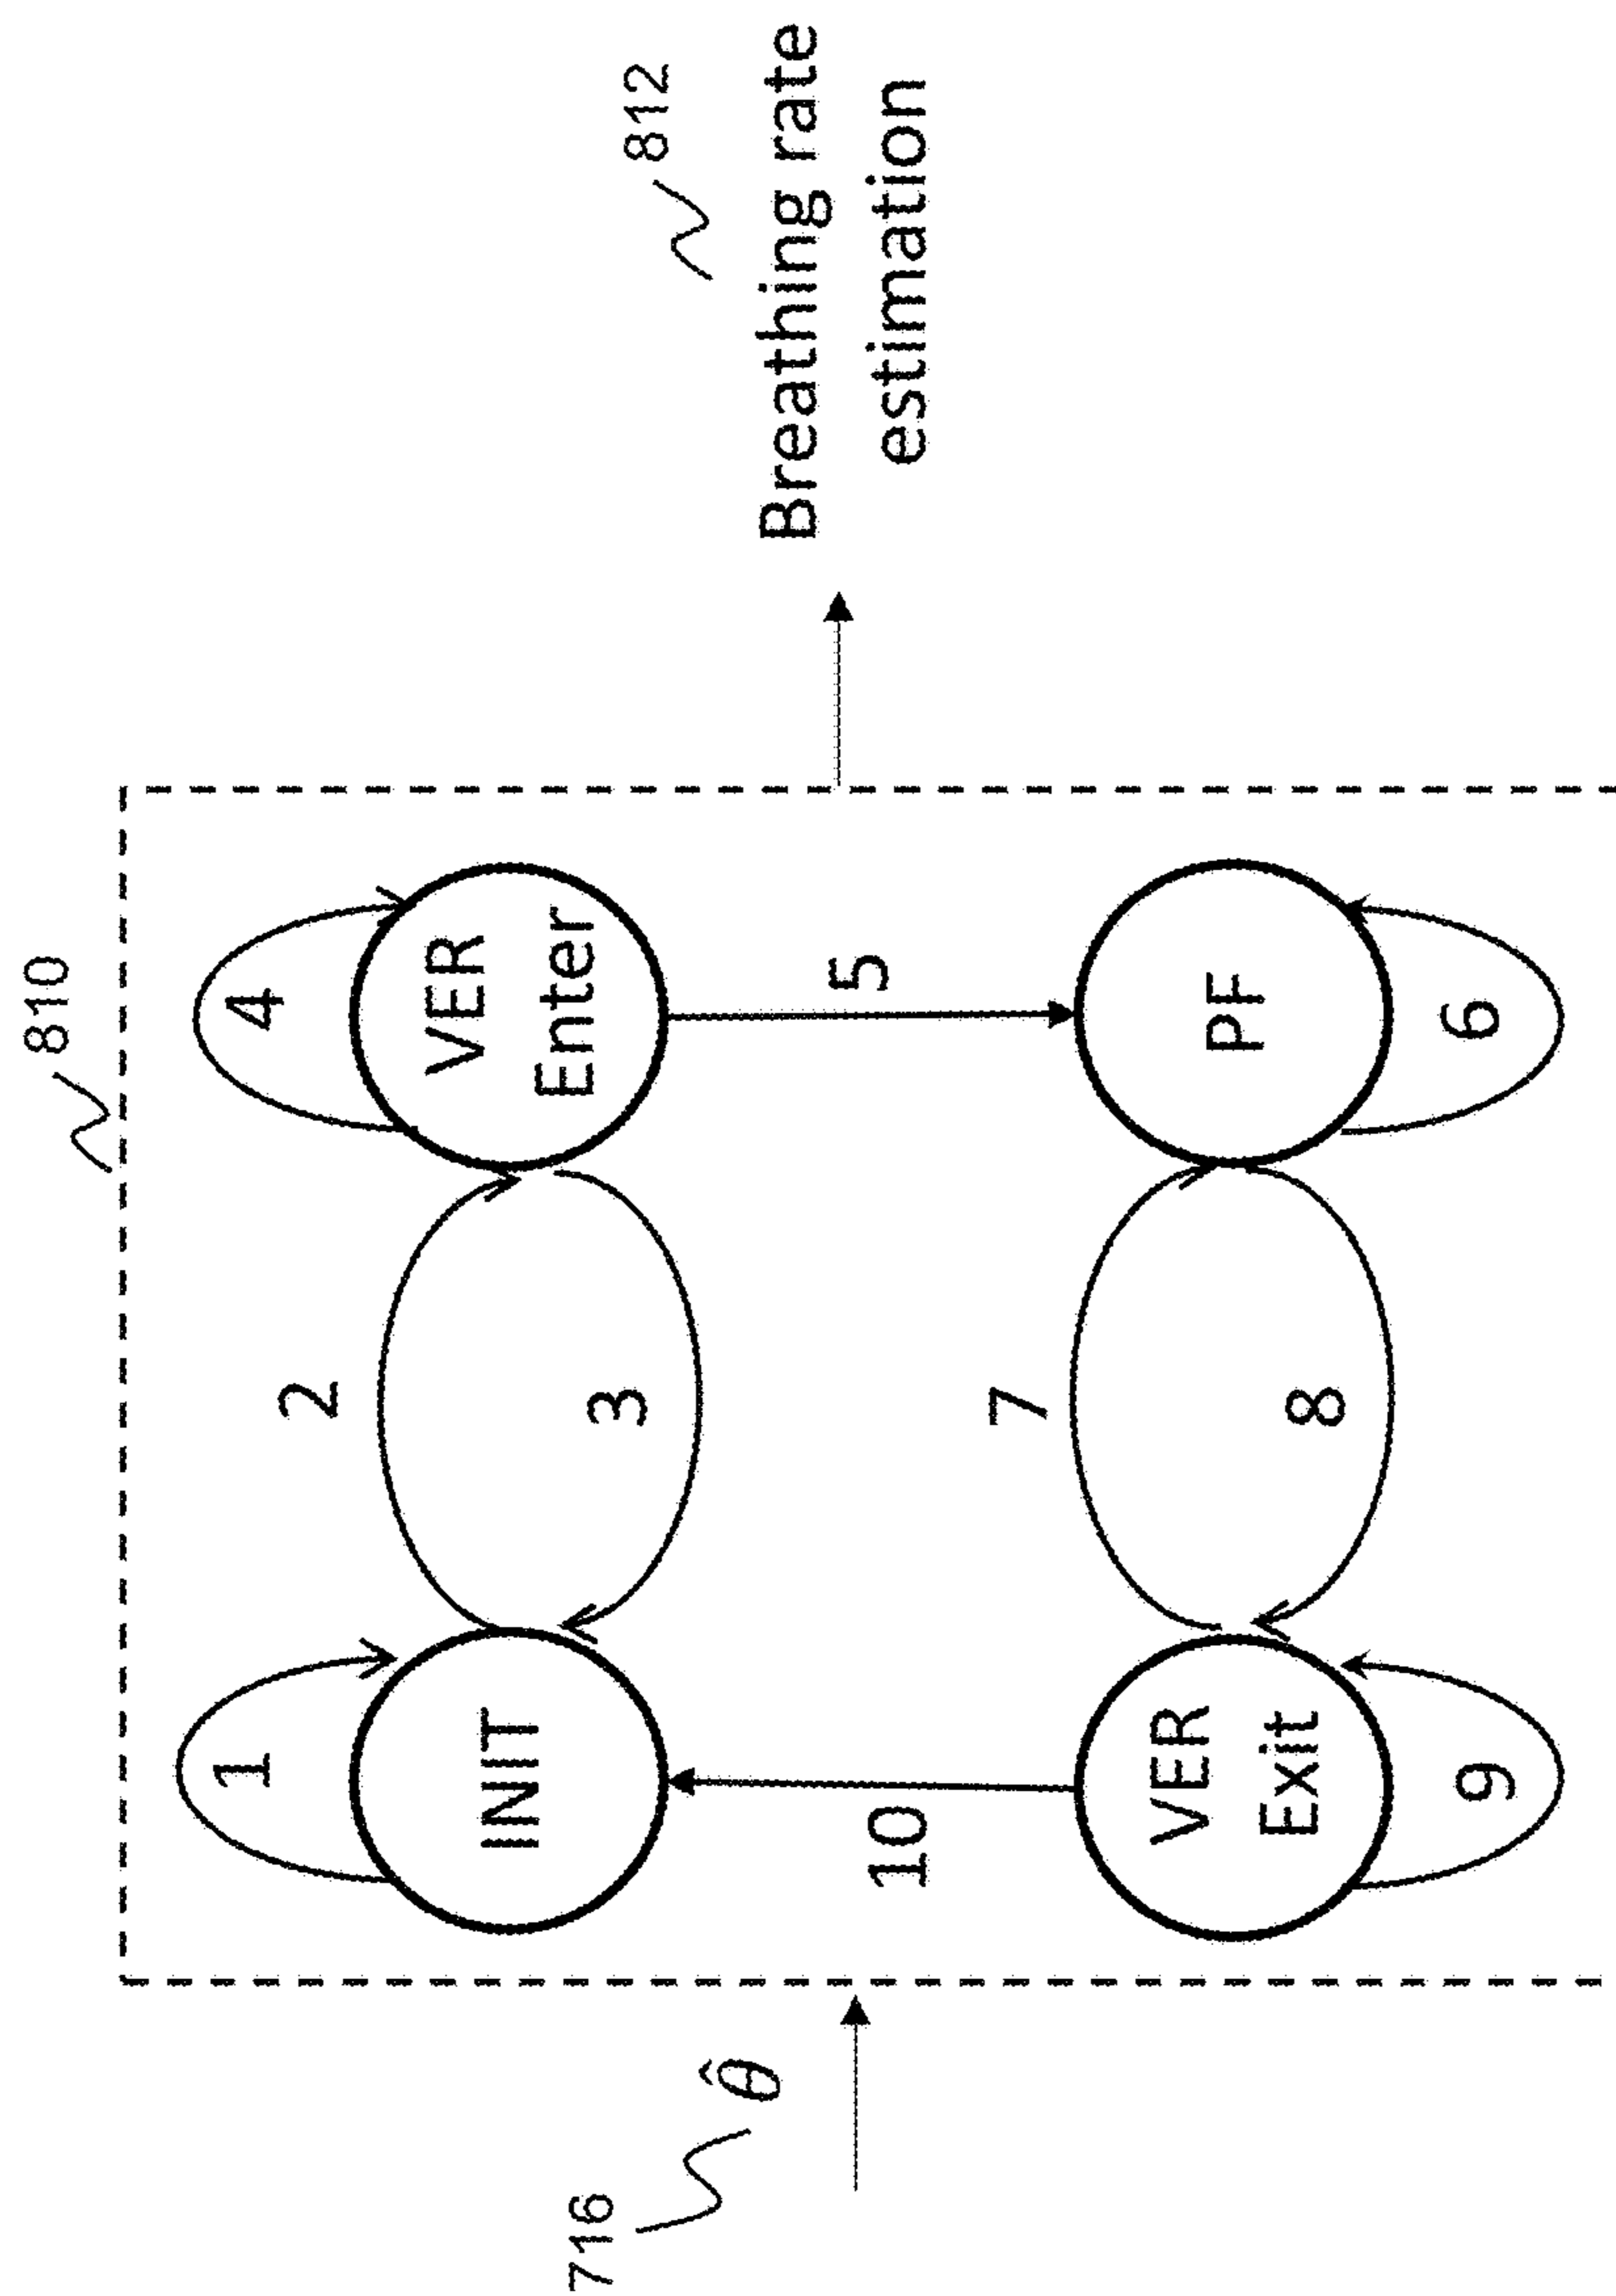 810
812
716
θ̂
1
2
3
4
INIT
VER
Enter
10
5
7
8
VER
Exit
PF
9
6
Breathing rate
estimation